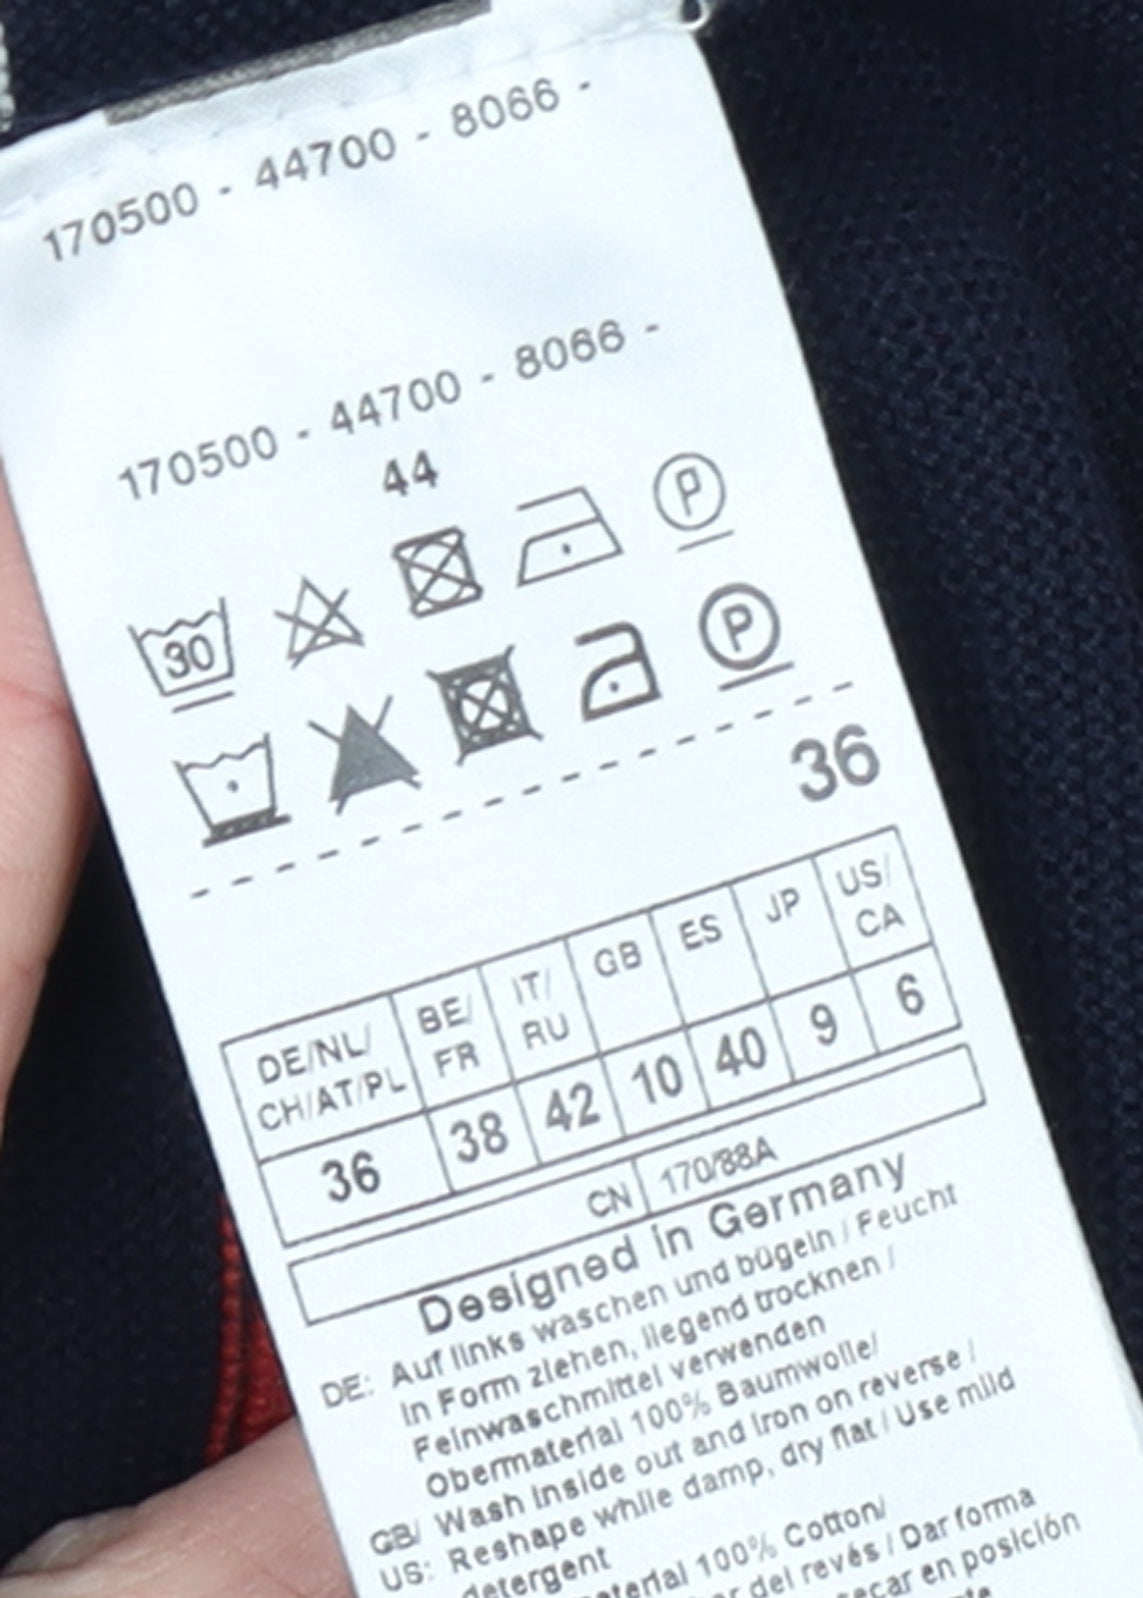 170500 - 44700 - 8066 -
170500 - 44700 - 8066 -
44
30
P
P
36
DE/NL/ CH/AT/PL BE/ FR IT/ RU GB ES JP US/ CA
36 38 42 10 40 9 6
CN 170/88A
Designed in Germany
DE: Auf links waschen und bügeln / Feucht
in Form ziehen, liegend trocknen /
Feinwaschmittel verwenden
Obermaterial 100% Baumwolle/
GB/ Wash inside out and iron on reverse /
US: Reshape while damp, dry flat / Use mild
detergent
100% Cotton/
del revés / Dar forma
en posición